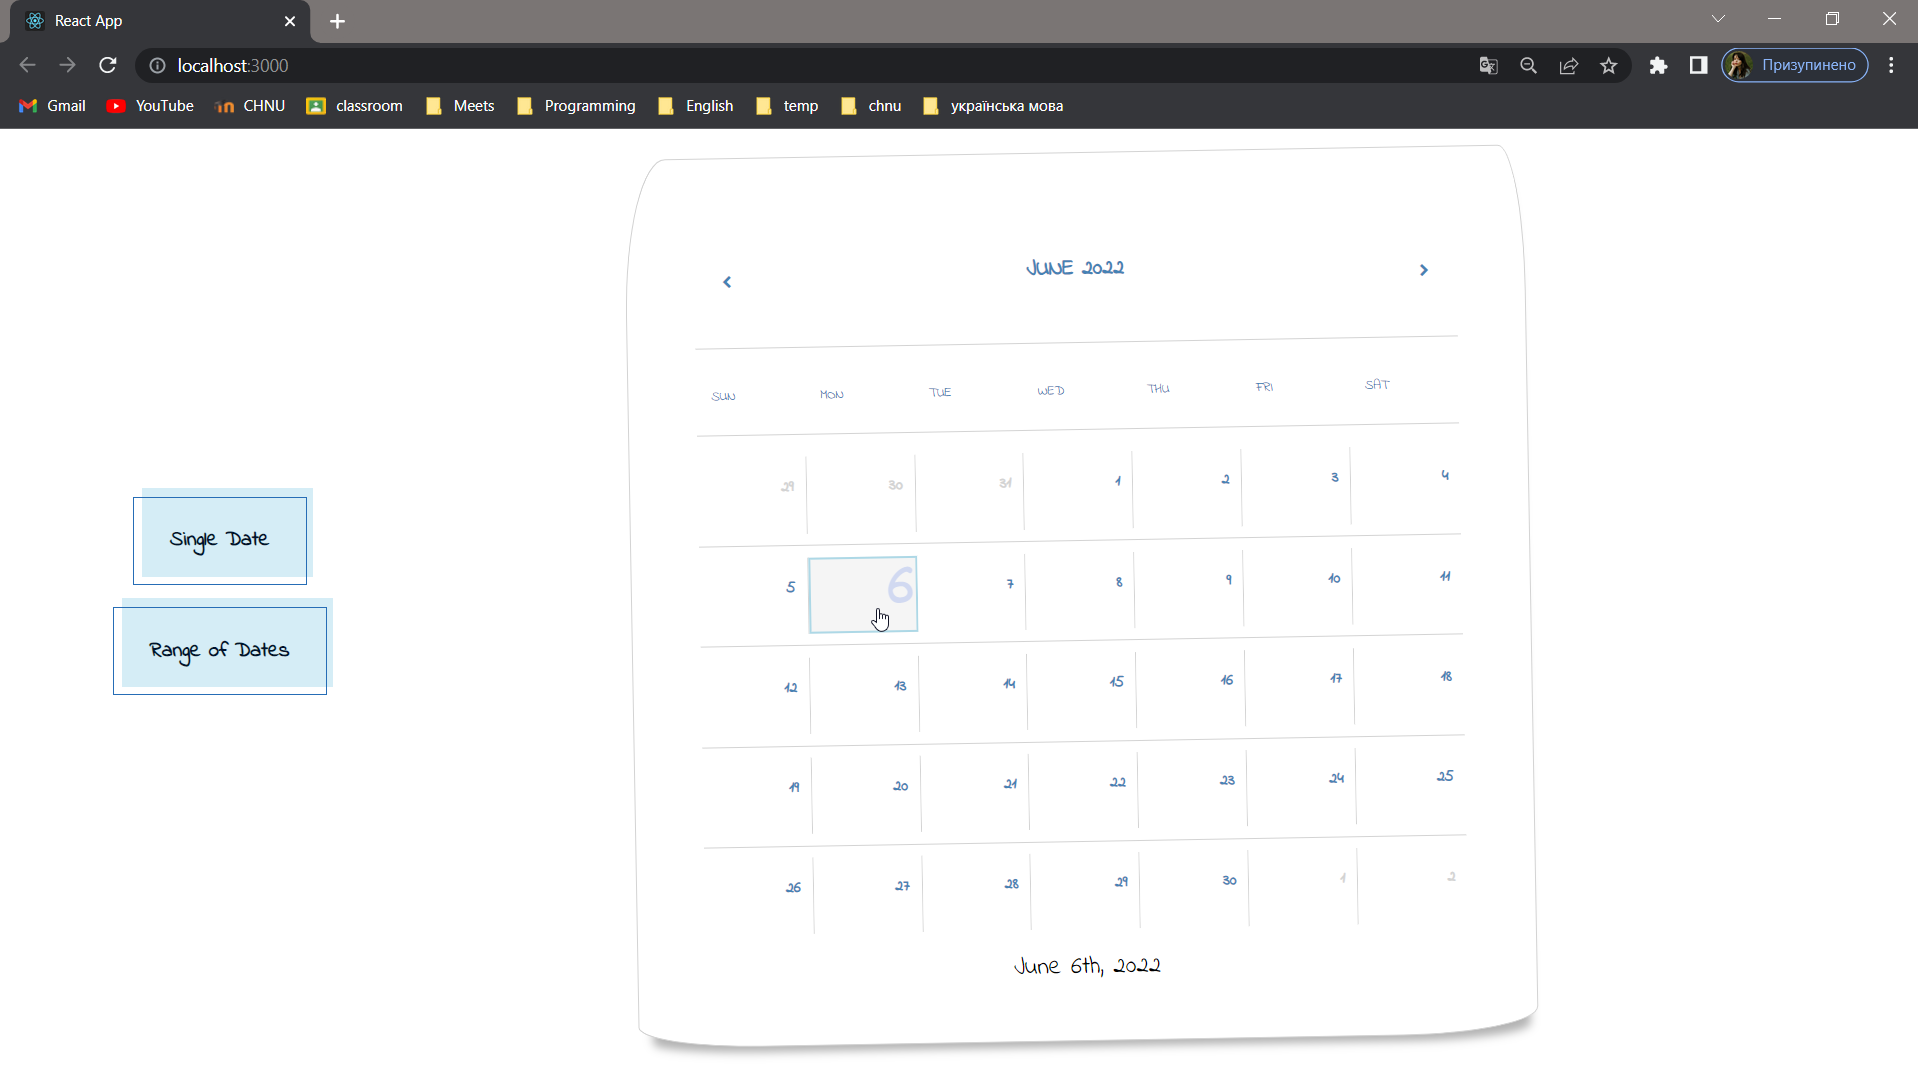 React App
localhost:3000
Призупинено
Gmail YouTube CHNU classroom Meets Programming English temp chnu українська мова
JUNE 2022
SUN MON TUE WED THU FRI SAT
29 30 31 1 2 3 4
5 6 7 8 9 10 11
12 13 14 15 16 17 18
19 20 21 22 23 24 25
26 27 28 29 30 1 2
June 6th, 2022
Single Date
Range of Dates